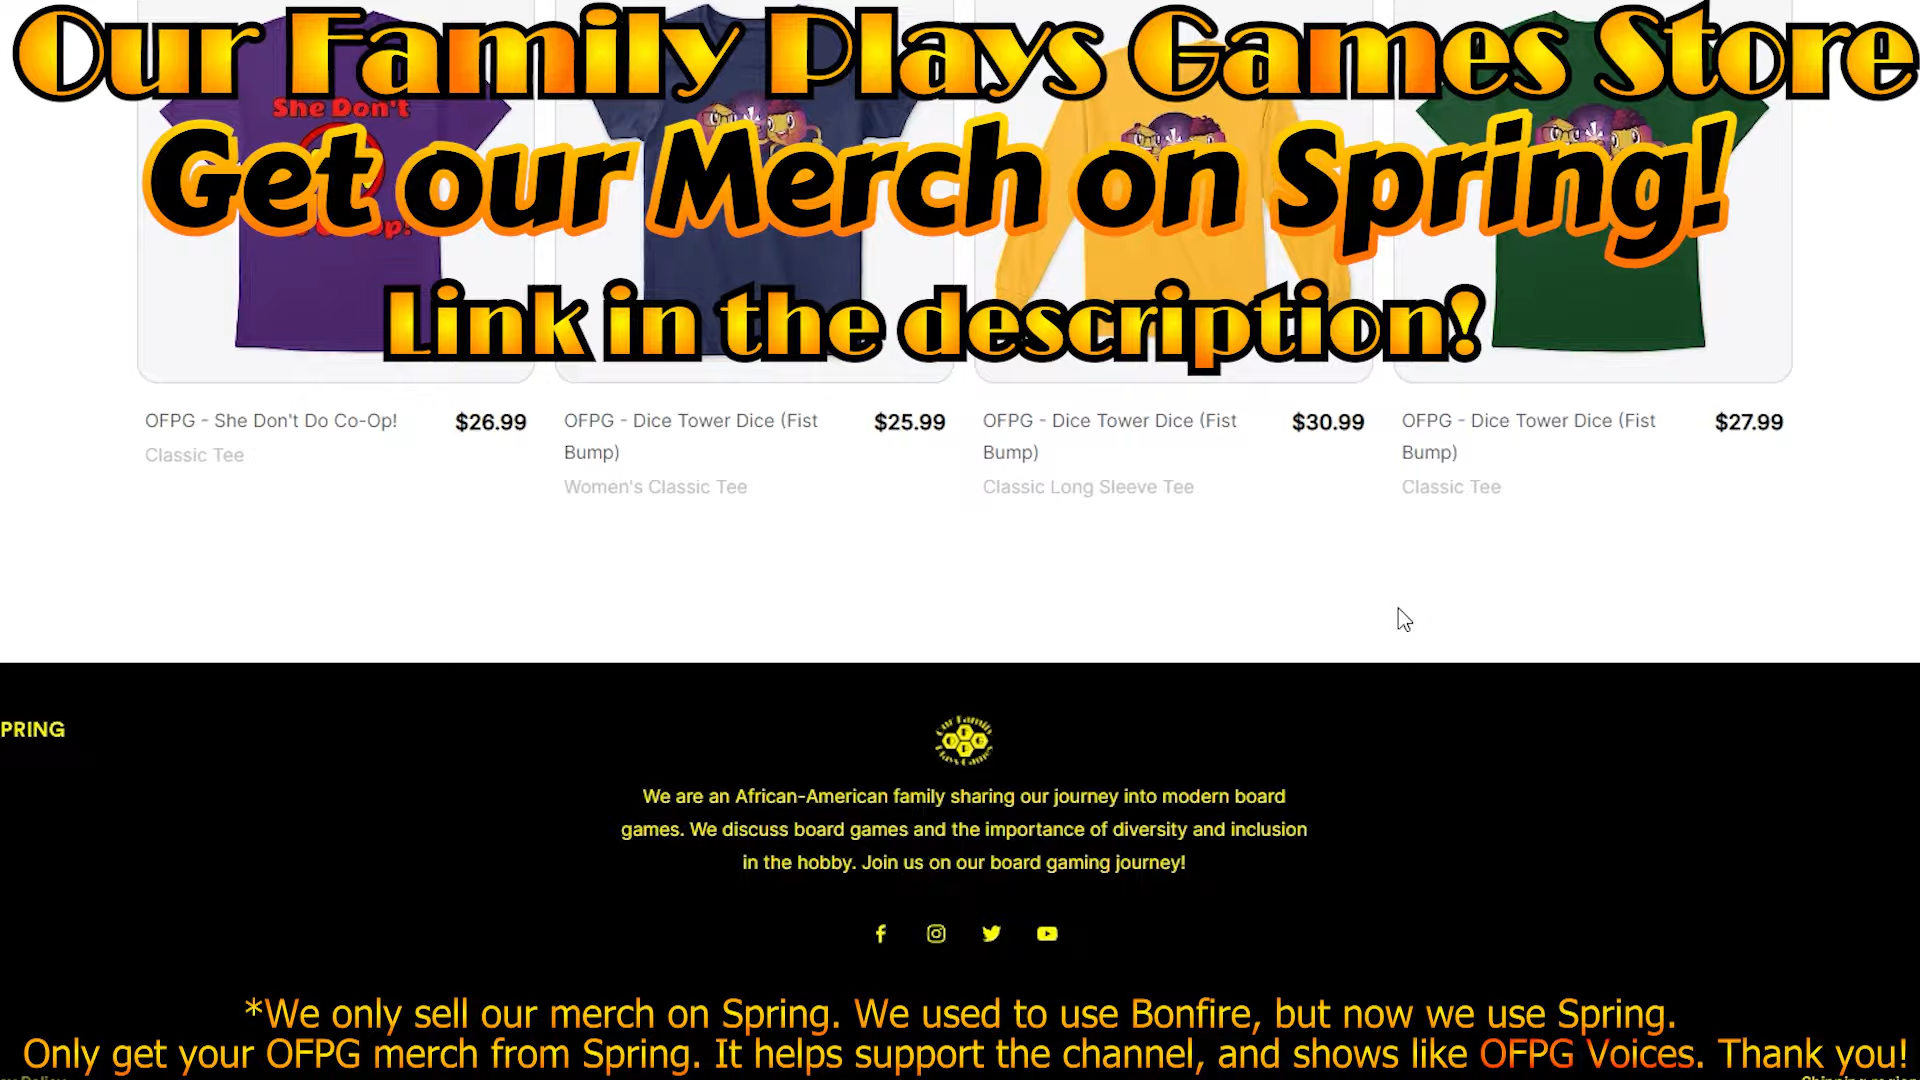 Our Family Plays Games Store
She Don't
Get our Merch on Spring!
Link in the description!
OFPG - She Don't Do Co-Op!
$26.99
Classic Tee
OFPG - Dice Tower Dice (Fist
Bump)
$25.99
Women's Classic Tee
OFPG - Dice Tower Dice (Fist
Bump)
$30.99
Classic Long Sleeve Tee
OFPG - Dice Tower Dice (Fist
Bump)
$27.99
Classic Tee
PRING
Our Family
Plays Games
We are an African-American family sharing our journey into modern board
games. We discuss board games and the importance of diversity and inclusion
in the hobby. Join us on our board gaming journey!
*We only sell our merch on Spring. We used to use Bonfire, but now we use Spring.
Only get your OFPG merch from Spring. It helps support the channel, and shows like OFPG Voices. Thank you!